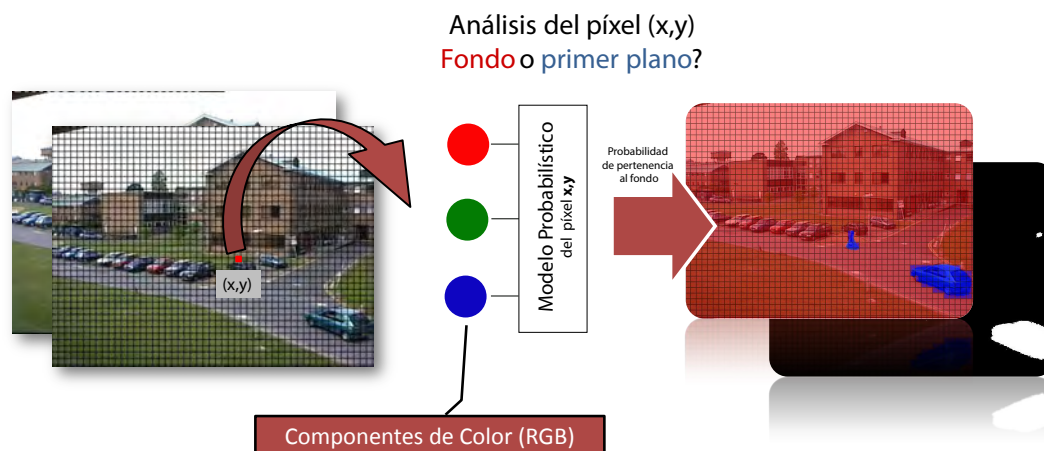 Análisis del píxel (x,y)
Fondo o primer plano?
(x,y)
Modelo Probabilístico
del píxel x,y
Probabilidad
de pertenencia
al fondo
Componentes de Color (RGB)